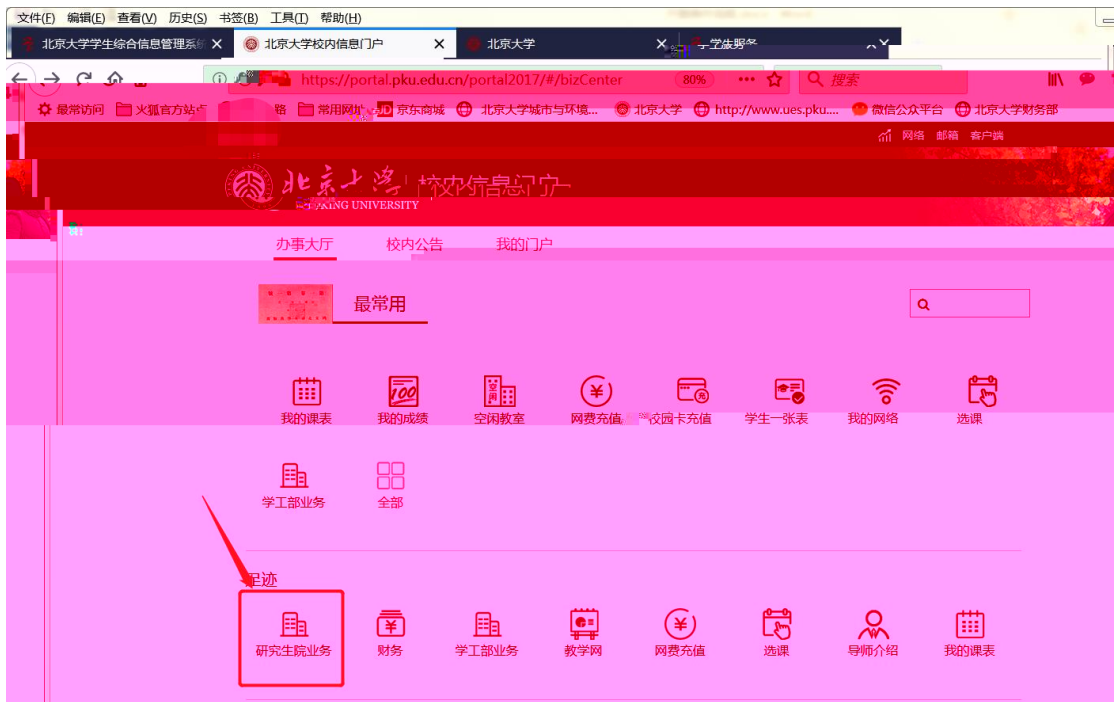 文件(F) 编辑(E) 查看(V) 历史(S) 书签(B) 工具(T) 帮助(H)
北京大学学生综合信息管理系统 北京大学校内信息门户 北京大学
https://portal.pku.edu.cn/portal2017/#/bizCenter 80% 搜索
最常访问 火狐官方站点 常用网址 JD 京东商城 北京大学城市与环境... 北京大学 http://www.ues.pku.... 微信公众平台 北京大学财务部
网络 邮箱 客户端
北京大学 校内信息门户
UNIVERSITY
办事大厅 校内公告 我的门户
最常用
我的课表 我的成绩 空闲教室 网费充值 校园卡充值 学生一张表 我的网络 选课
学工部业务 全部
足迹
研究生院业务 财务 学工部业务 教学网 网费充值 选课 导师介绍 我的课表